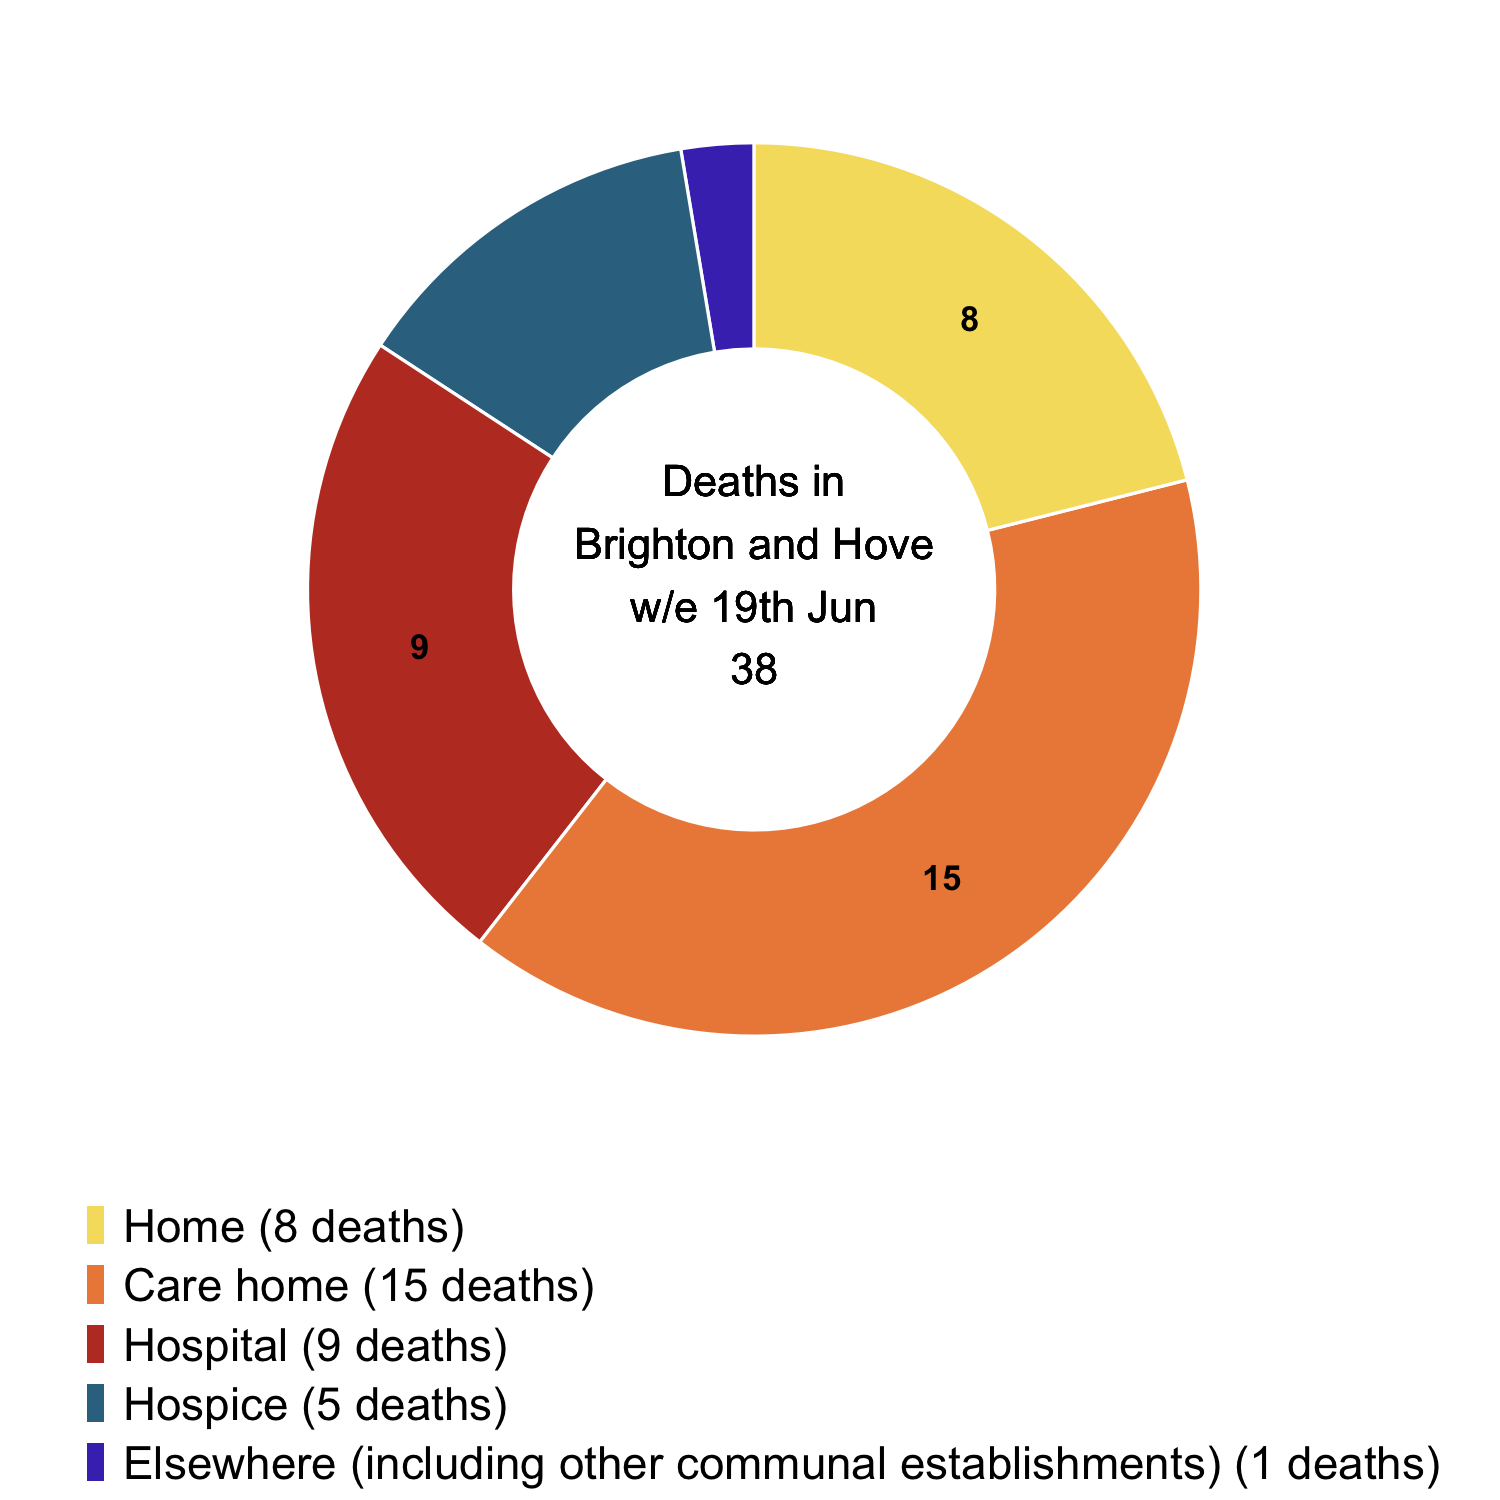 8
Deaths in
Brighton and Hove
w/e 19th Jun
38
9
15
Home (8 deaths)
Care home (15 deaths)
Hospital (9 deaths)
Hospice (5 deaths)
Elsewhere (including other communal establishments) (1 deaths)